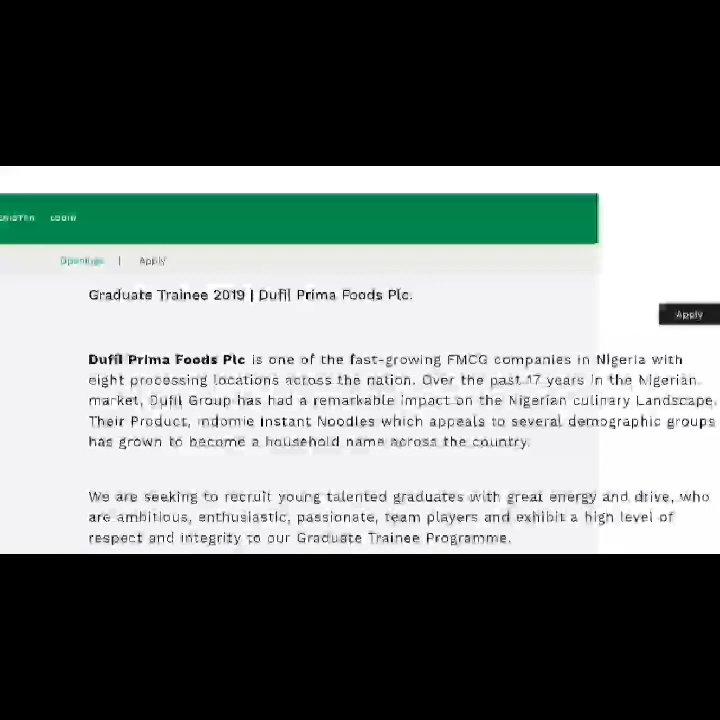 LOGIN
Openings | Apply
Graduate Trainee 2019 | Dufil Prima Foods Plc.
Apply
Dufil Prima Foods Plc is one of the fast-growing FMCG companies in Nigeria with
eight processing locations across the nation. Over the past 17 years in the Nigerian
market, Dufil Group has had a remarkable impact on the Nigerian culinary Landscape.
Their Product, Indomie Instant Noodles which appeals to several demographic groups
has grown to become a household name across the country.
We are seeking to recruit young talented graduates with great energy and drive, who
are ambitious, enthusiastic, passionate, team players and exhibit a high level of
respect and integrity to our Graduate Trainee Programme.